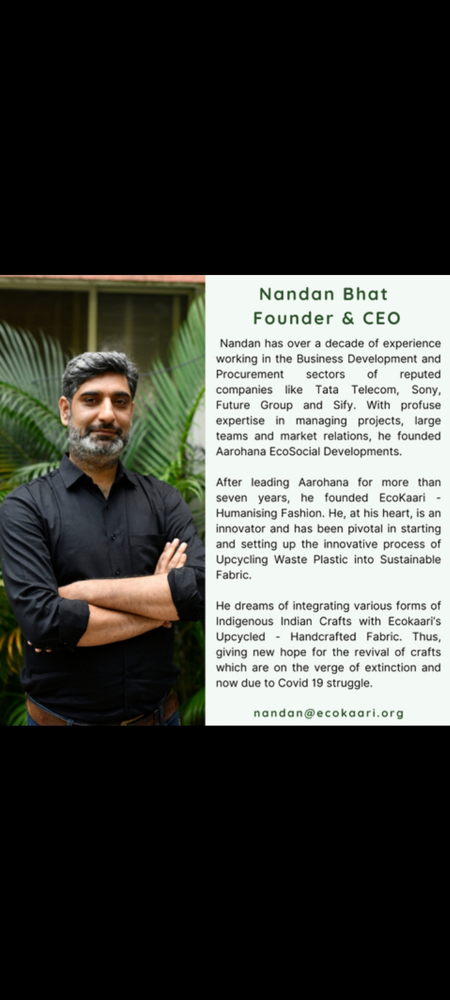 Nandan Bhat
Founder & CEO
Nandan has over a decade of experience
working in the Business Development and
Procurement sectors of reputed
companies like Tata Telecom, Sony,
Future Group and Sify. With profuse
expertise in managing projects, large
teams and market relations, he founded
Aarohana EcoSocial Developments.
After leading Aarohana for more than
seven years, he founded EcoKaari -
Humanising Fashion. He, at his heart, is an
innovator and has been pivotal in starting
and setting up the innovative process of
Upcycling Waste Plastic into Sustainable
Fabric.
He dreams of integrating various forms of
Indigenous Indian Crafts with Ecokaari's
Upcycled - Handcrafted Fabric. Thus,
giving new hope for the revival of crafts
which are on the verge of extinction and
now due to Covid 19 struggle.
nandan@ecokaari.org